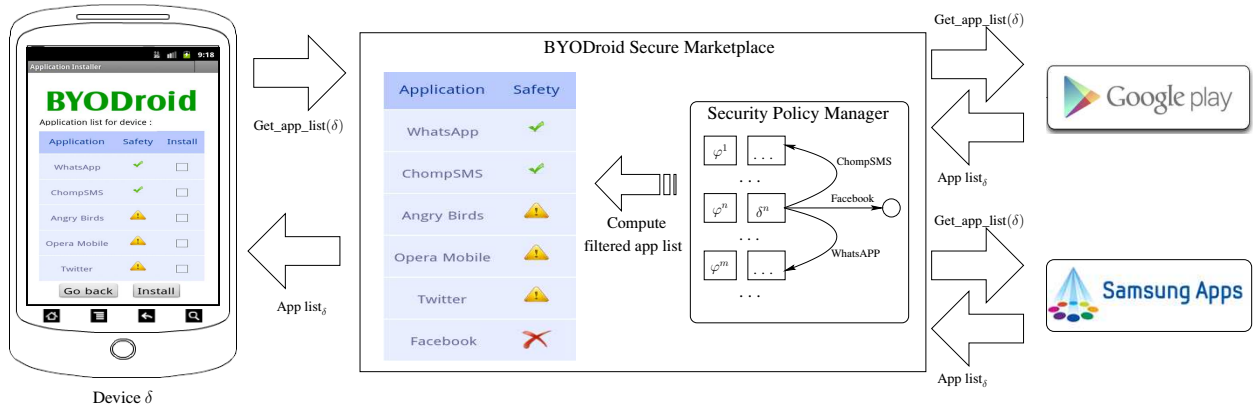 9:18
Application Installer
BYODroid
Application list for device :
Application Safety Install
WhatsApp
ChompSMS
Angry Birds
Opera Mobile
Twitter
Go back Install
Device δ
Get_app_list(δ)
App list_δ
BYODroid Secure Marketplace
Application Safety
WhatsApp
ChompSMS
Angry Birds
Opera Mobile
Twitter
Facebook
Compute
filtered app list
Security Policy Manager
φ¹ ...
...
φⁿ δⁿ
...
φᵐ ...
...
ChompSMS
Facebook
WhatsAPP
Get_app_list(δ)
App list_δ
Google play
Get_app_list(δ)
App list_δ
Samsung Apps